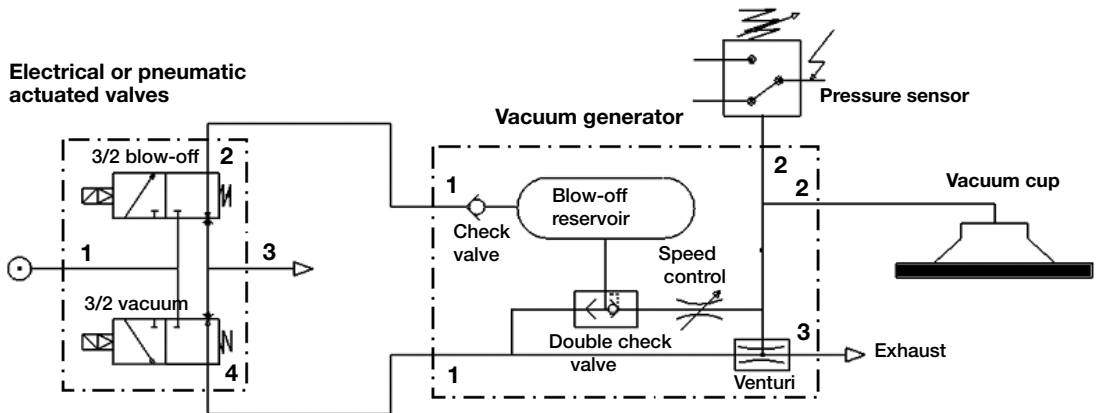 Electrical or pneumatic
actuated valves
3/2 blow-off
2
1
3
3/2 vacuum
4
Vacuum generator
1
Check
valve
Blow-off
reservoir
Speed
control
Double check
valve
1
Venturi
3
Exhaust
2
2
Pressure sensor
Vacuum cup